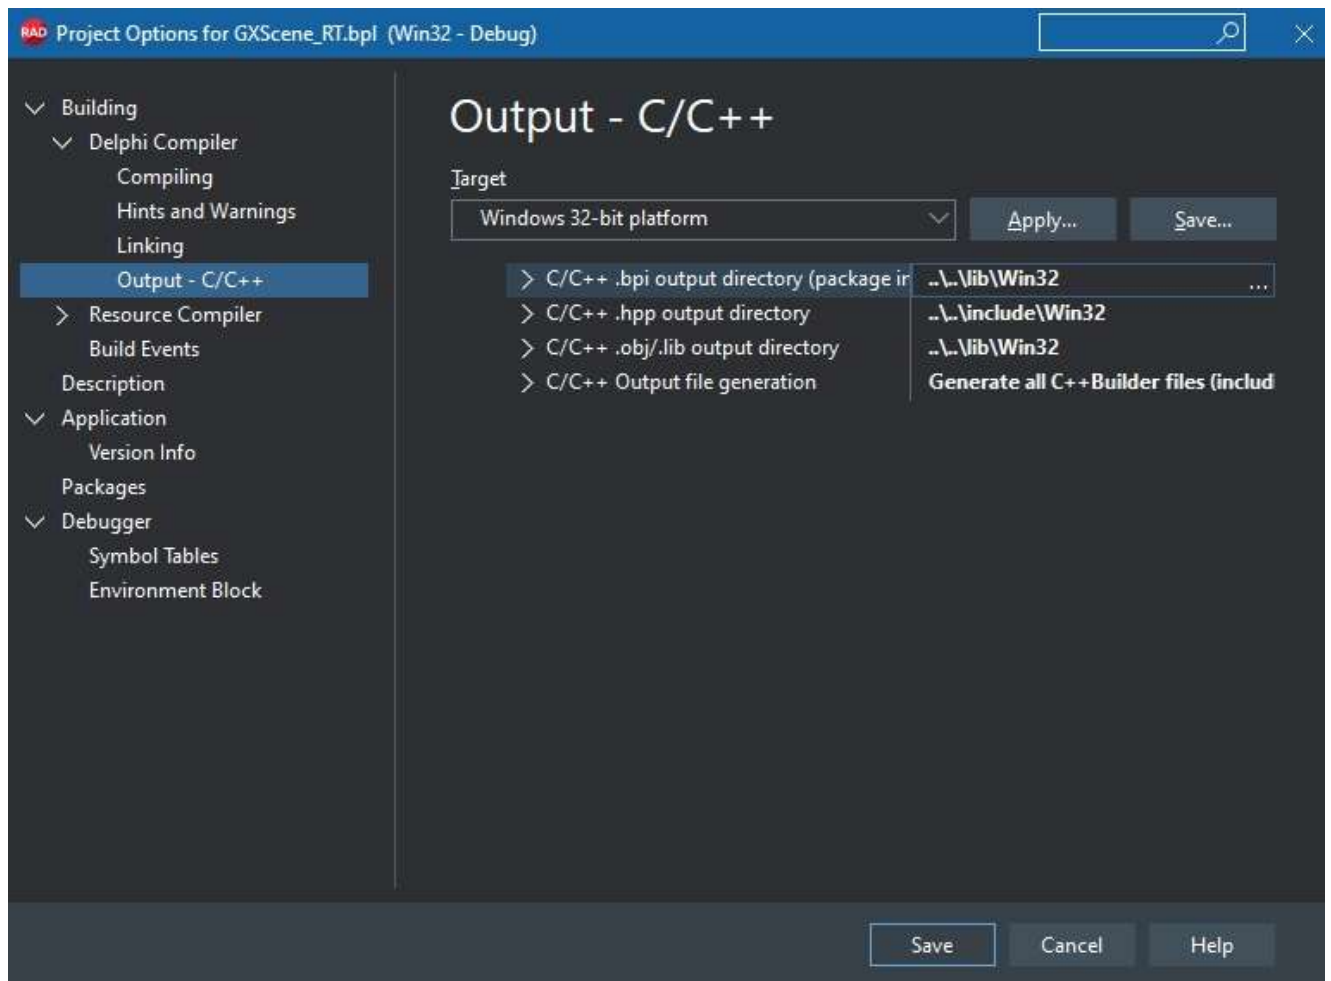 RAD Project Options for GXScene_RT.bpl (Win32 - Debug)
Building
Delphi Compiler
Compiling
Hints and Warnings
Linking
Output - C/C++
Resource Compiler
Build Events
Description
Application
Version Info
Packages
Debugger
Symbol Tables
Environment Block
Output - C/C++
Target
Windows 32-bit platform
Apply...
Save...
C/C++ .bpi output directory (package ir ..\..\lib\Win32 ...
C/C++ .hpp output directory ..\..\include\Win32
C/C++ .obj/.lib output directory ..\..\lib\Win32
C/C++ Output file generation Generate all C++Builder files (includ
Save Cancel Help